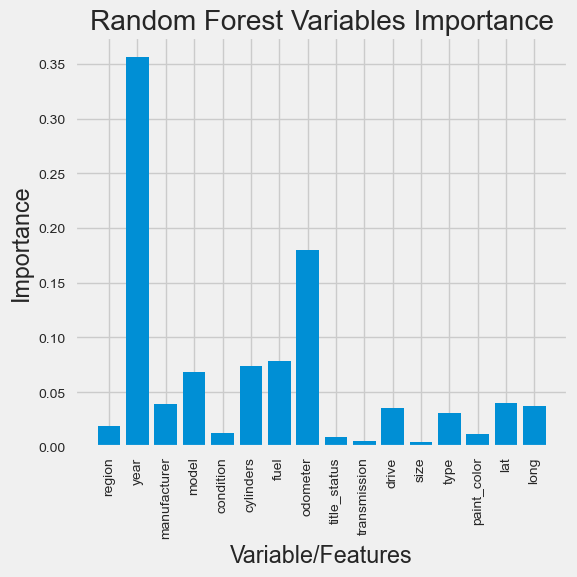 Random Forest Variables Importance
Importance
0.35
0.30
0.25
0.20
0.15
0.10
0.05
0.00
region
year
manufacturer
model
condition
cylinders
fuel
odometer
title_status
transmission
drive
size
type
paint_color
lat
long
Variable/Features